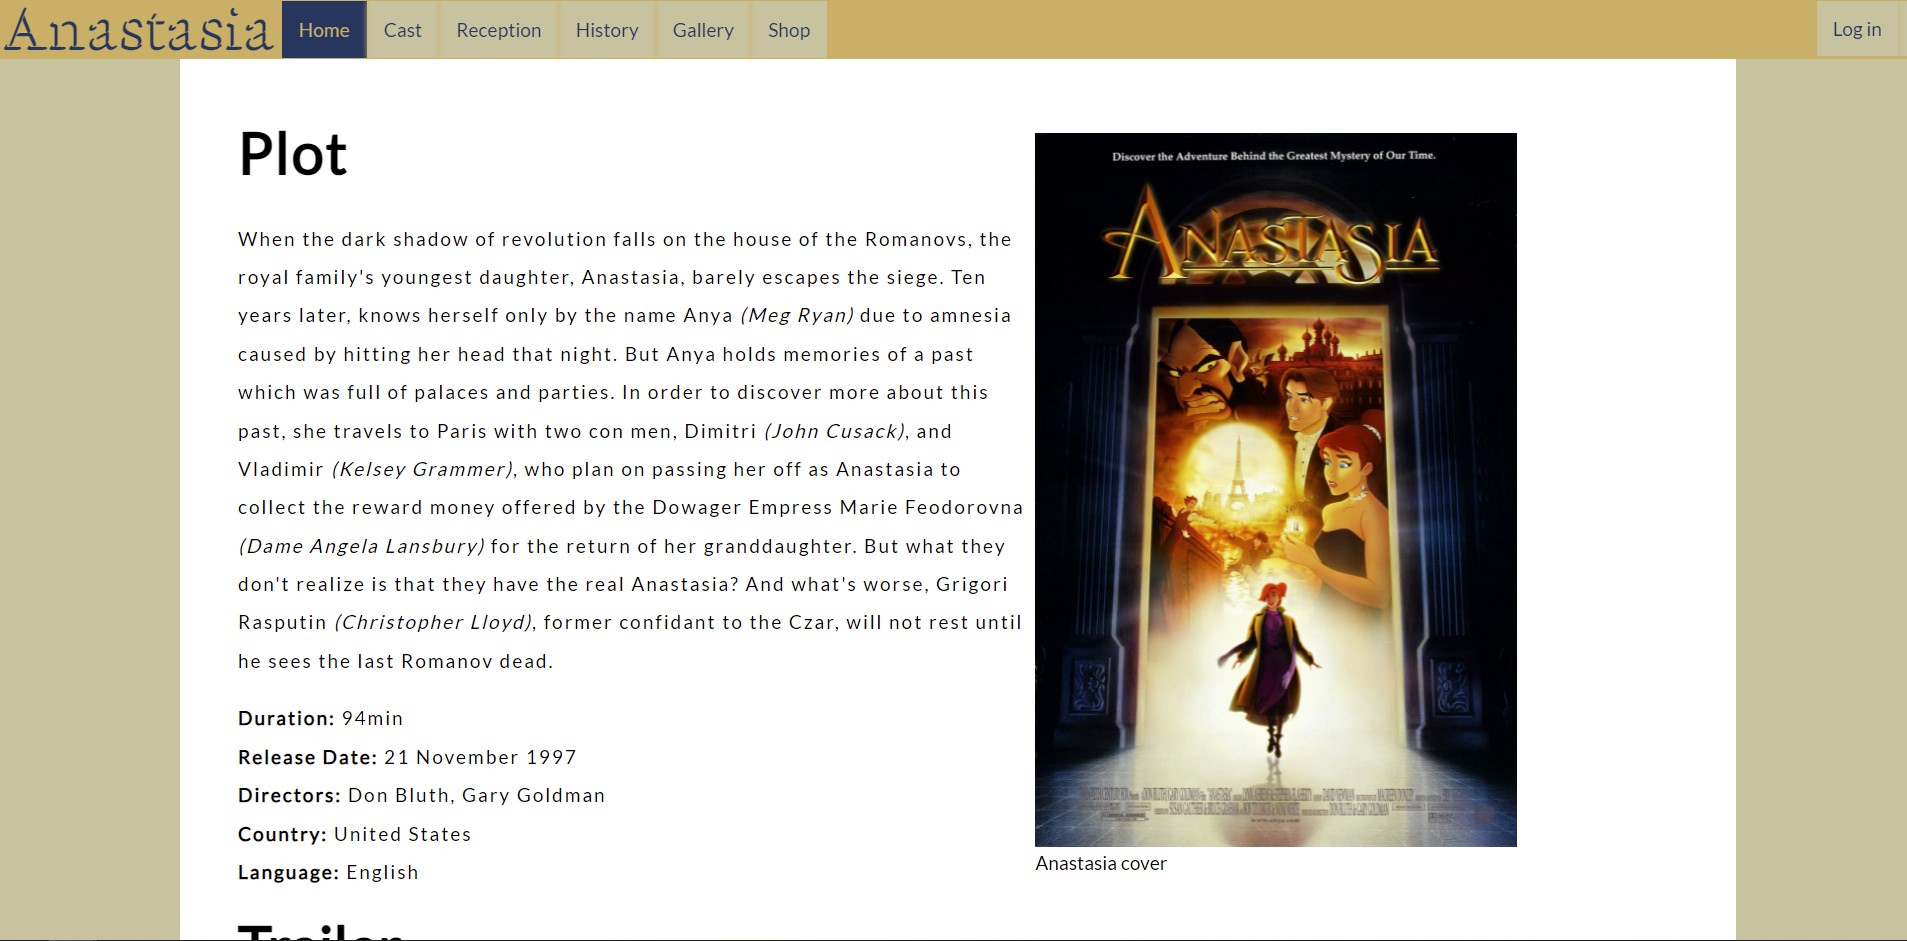 Anastasia Home Cast Reception History Gallery Shop Log in
Plot
When the dark shadow of revolution falls on the house of the Romanovs, the
royal family's youngest daughter, Anastasia, barely escapes the siege. Ten
years later, knows herself only by the name Anya (Meg Ryan) due to amnesia
caused by hitting her head that night. But Anya holds memories of a past
which was full of palaces and parties. In order to discover more about this
past, she travels to Paris with two con men, Dimitri (John Cusack), and
Vladimir (Kelsey Grammer), who plan on passing her off as Anastasia to
collect the reward money offered by the Dowager Empress Marie Feodorovna
(Dame Angela Lansbury) for the return of her granddaughter. But what they
don't realize is that they have the real Anastasia? And what's worse, Grigori
Rasputin (Christopher Lloyd), former confidant to the Czar, will not rest until
he sees the last Romanov dead.
Duration: 94min
Release Date: 21 November 1997
Directors: Don Bluth, Gary Goldman
Country: United States
Language: English
Discover the Adventure Behind the Greatest Mystery of Our Time.
ANASTASIA
Anastasia cover
Trailer